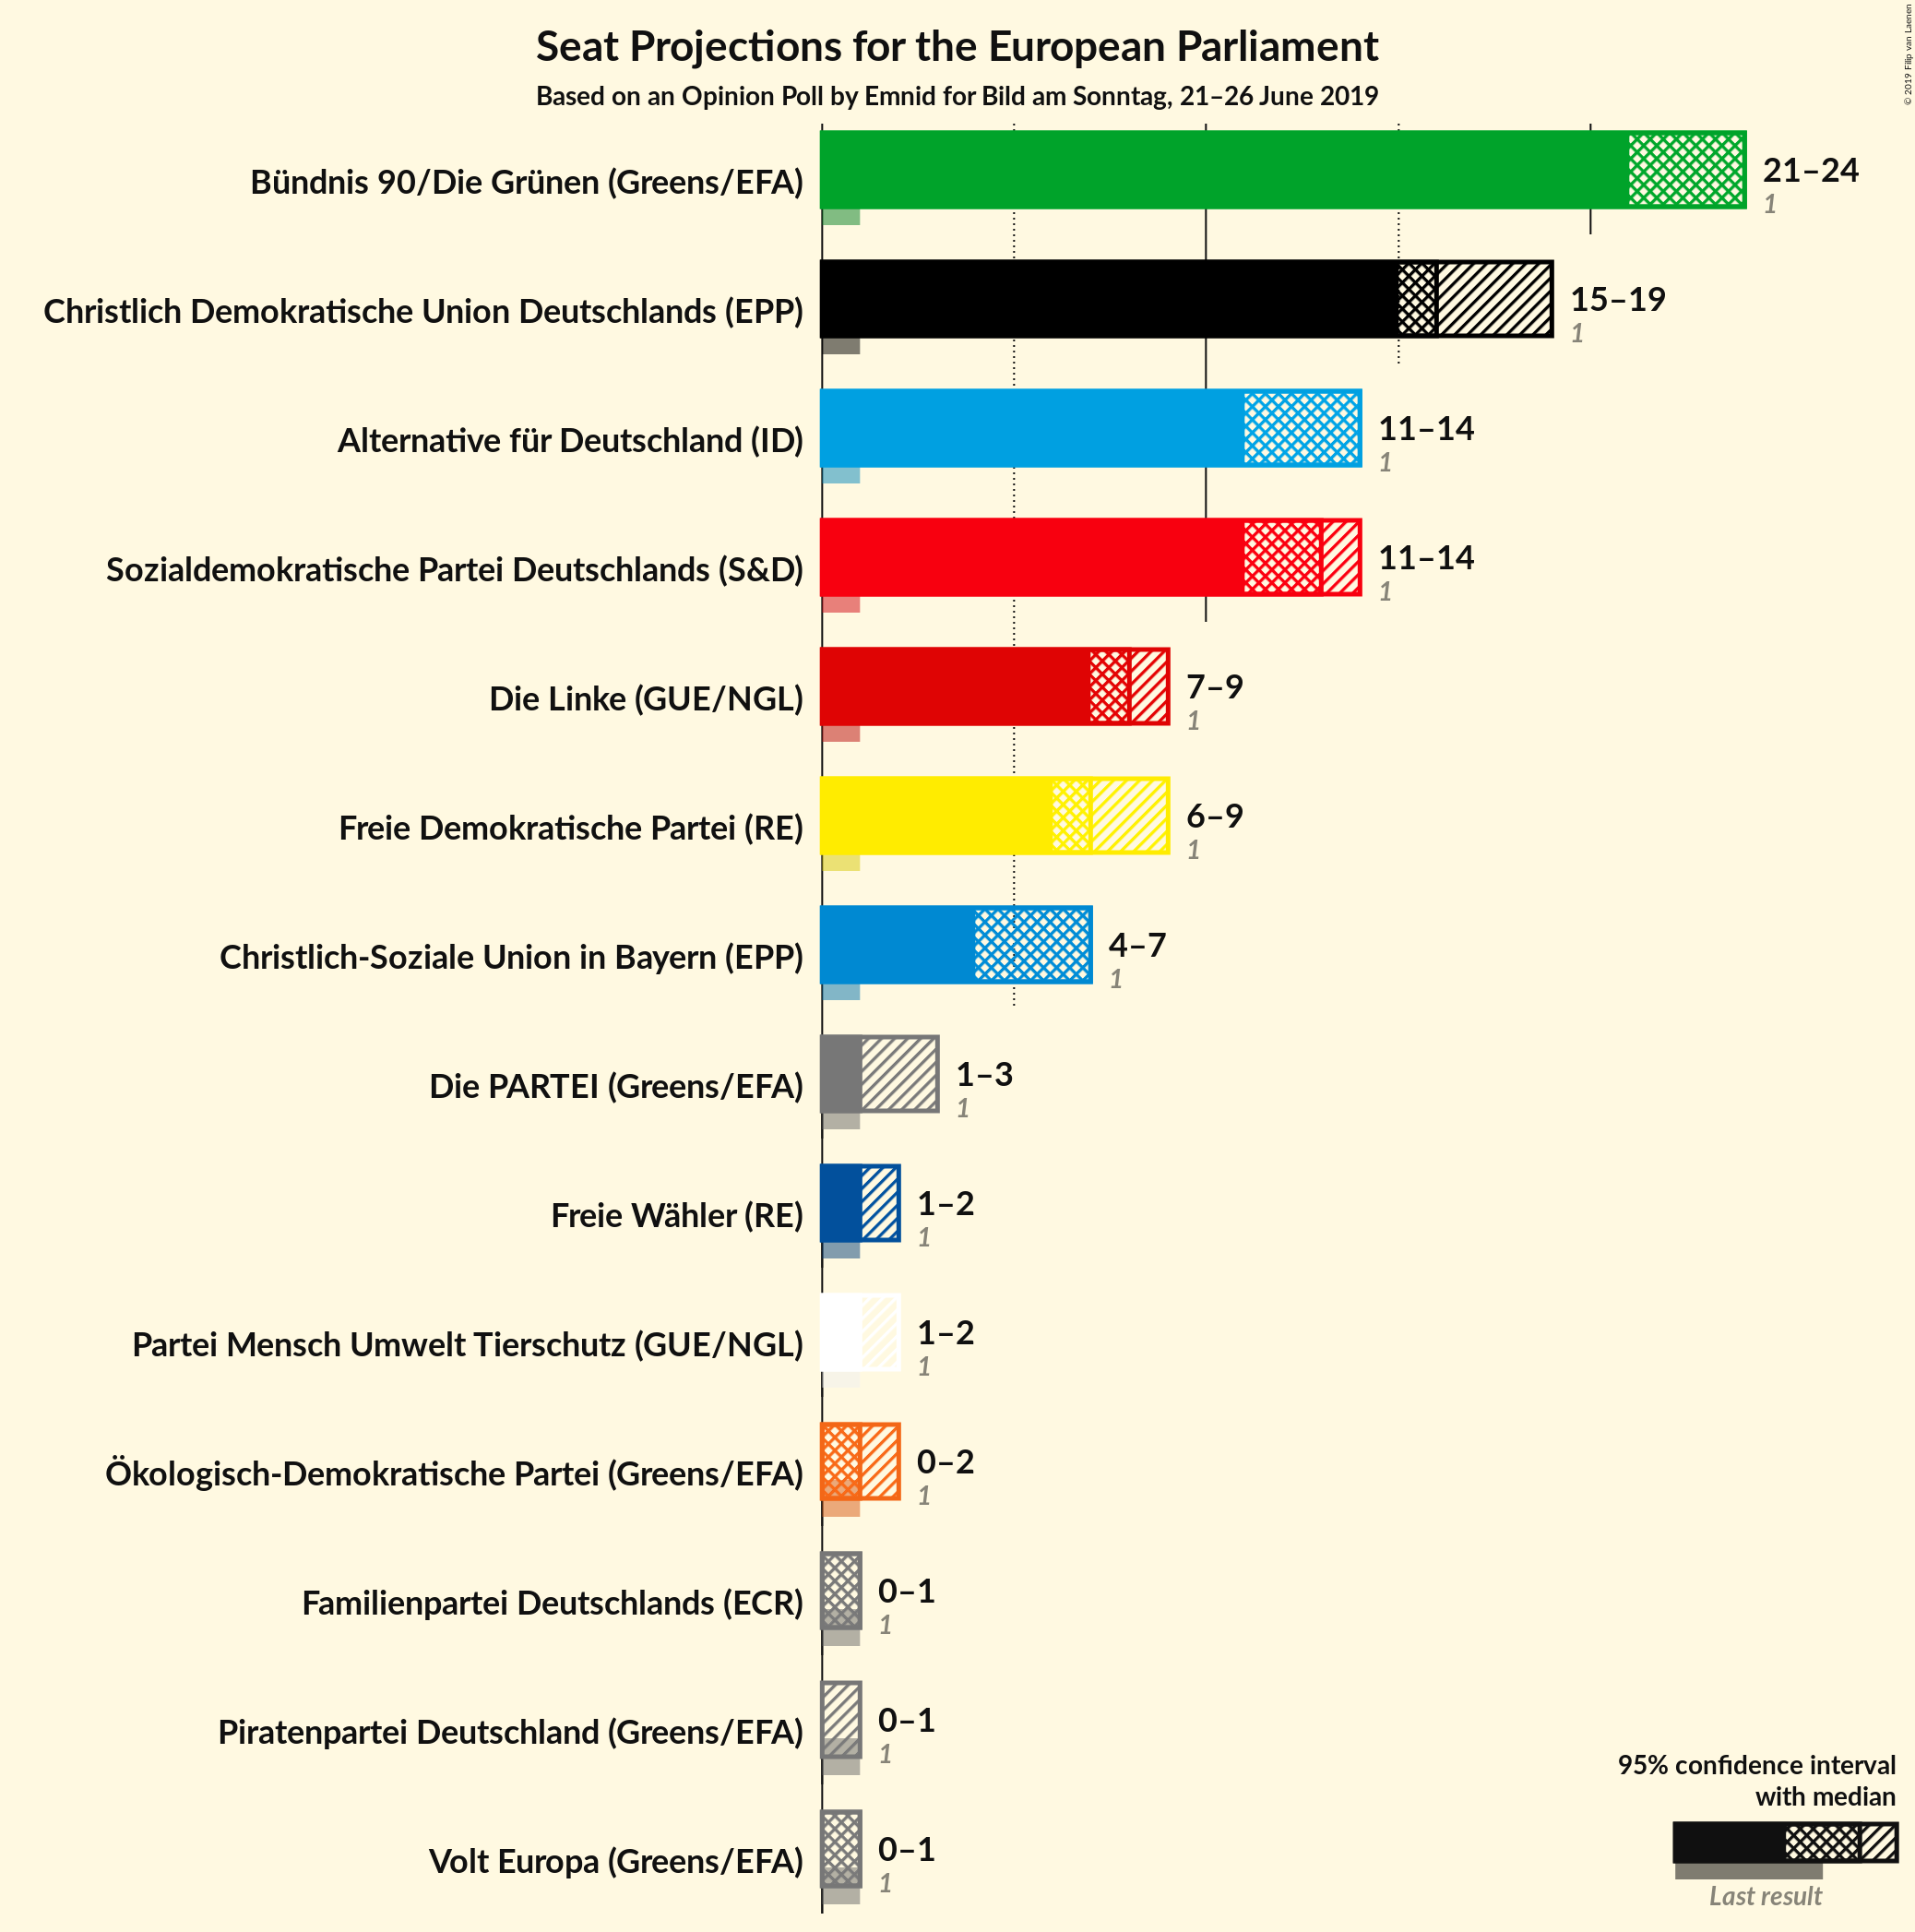 Seat Projections for the European Parliament
Based on an Opinion Poll by Emnid for Bild am Sonntag, 21–26 June 2019
© 2019 Filip van Laenen
Bündnis 90/Die Grünen (Greens/EFA)
21–24
1
Christlich Demokratische Union Deutschlands (EPP)
15–19
1
Alternative für Deutschland (ID)
11–14
1
Sozialdemokratische Partei Deutschlands (S&D)
11–14
1
Die Linke (GUE/NGL)
7–9
1
Freie Demokratische Partei (RE)
6–9
1
Christlich-Soziale Union in Bayern (EPP)
4–7
1
Die PARTEI (Greens/EFA)
1–3
1
Freie Wähler (RE)
1–2
1
Partei Mensch Umwelt Tierschutz (GUE/NGL)
1–2
1
Ökologisch-Demokratische Partei (Greens/EFA)
0–2
1
Familienpartei Deutschlands (ECR)
0–1
1
Piratenpartei Deutschland (Greens/EFA)
0–1
1
Volt Europa (Greens/EFA)
0–1
1
95% confidence interval
with median
Last result